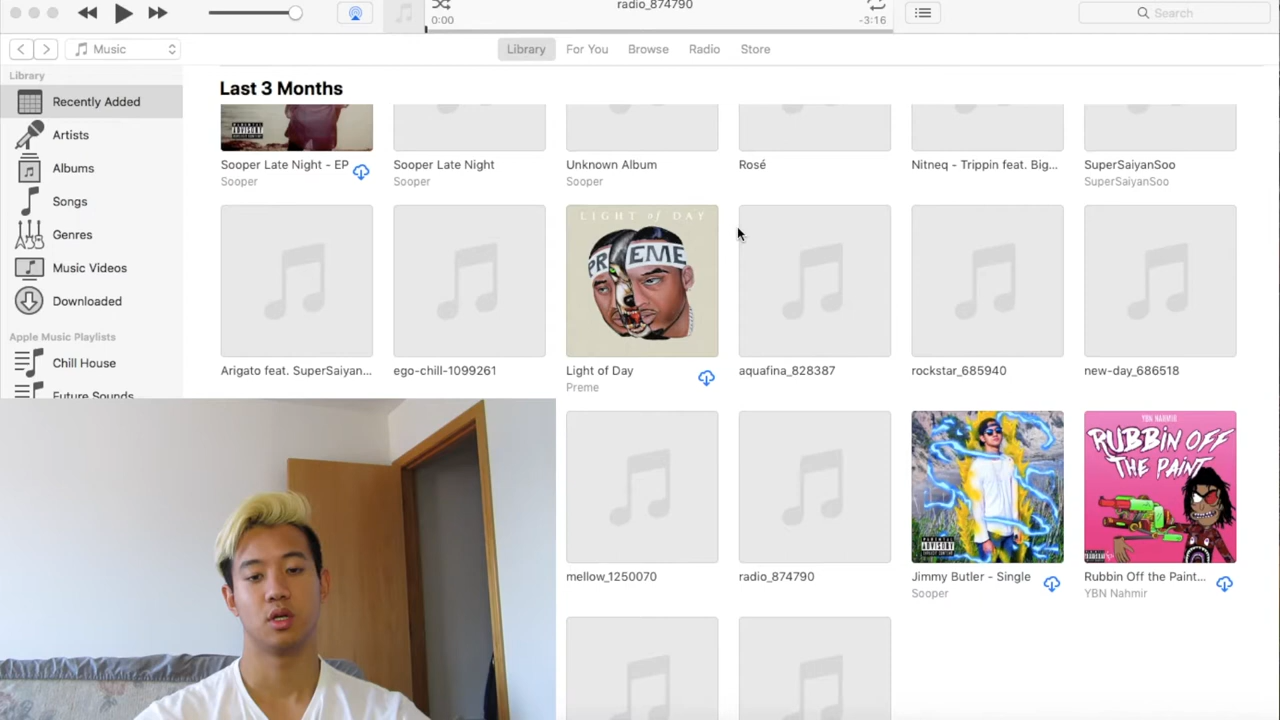 radio_874790
0:00
-3:16
Search
Music
Library
For You
Browse
Radio
Store
Library
Recently Added
Artists
Albums
Songs
Genres
Music Videos
Downloaded
Apple Music Playlists
Chill House
Future Sounds
Last 3 Months
Sooper Late Night - EP
Sooper
Sooper Late Night
Sooper
Unknown Album
Sooper
Rosé
Nitneq - Trippin feat. Big...
SuperSaiyanSoo
SuperSaiyanSoo
LIGHT of DAY
PREME
Arigato feat. SuperSaiyan...
ego-chill-1099261
Light of Day
Preme
aquafina_828387
rockstar_685940
new-day_686518
YBN NAHMIR
RUBBIN OFF
THE PAINT
mellow_1250070
radio_874790
Jimmy Butler - Single
Sooper
Rubbin Off the Paint...
YBN Nahmir